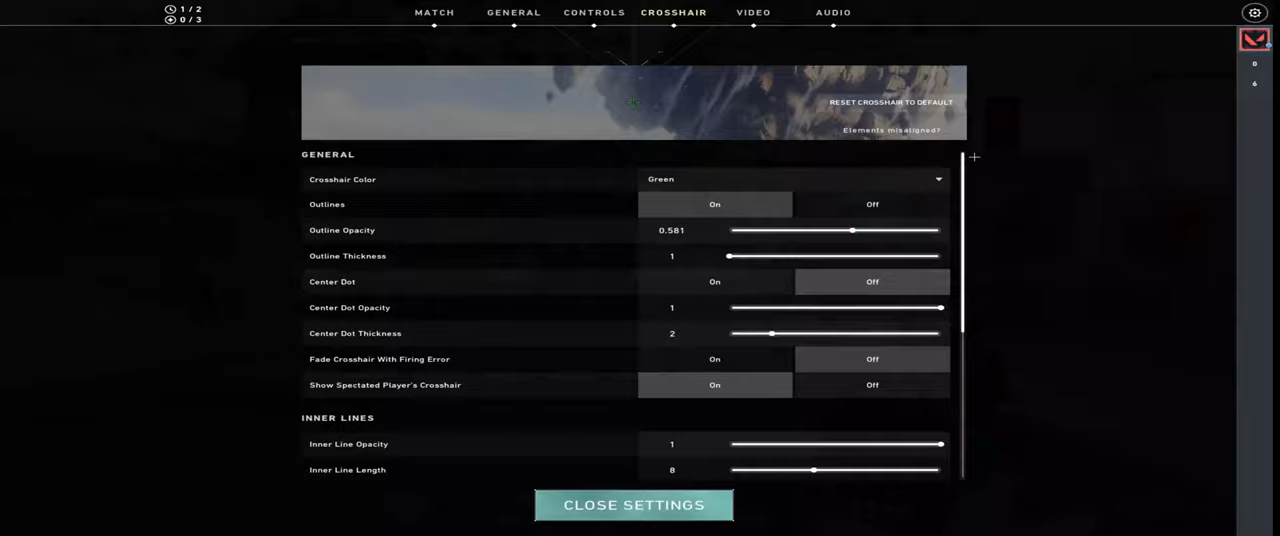 1 / 2
0 / 3
MATCH GENERAL CONTROLS CROSSHAIR VIDEO AUDIO
RESET CROSSHAIR TO DEFAULT
Elements misaligned?
0
6
GENERAL
Crosshair Color Green
Outlines On Off
Outline Opacity 0.581
Outline Thickness 1
Center Dot On Off
Center Dot Opacity 1
Center Dot Thickness 2
Fade Crosshair With Firing Error On Off
Show Spectated Player's Crosshair On Off
INNER LINES
Inner Line Opacity 1
Inner Line Length 8
CLOSE SETTINGS